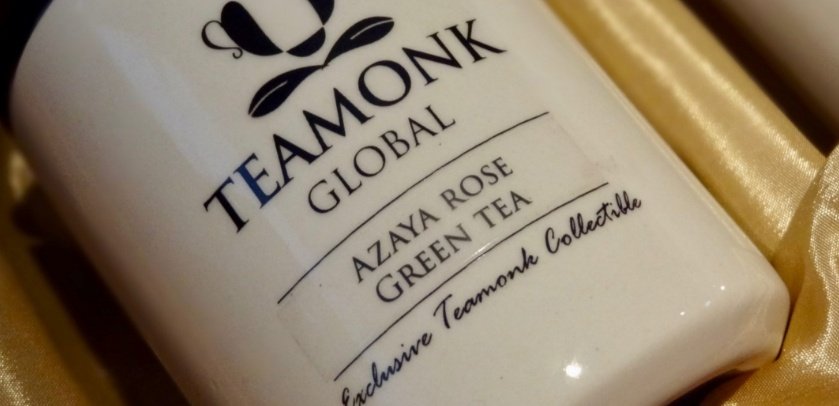 TEAMONK
GLOBAL
AZAYA ROSE
GREEN TEA
Exclusive Teamonk Collectible